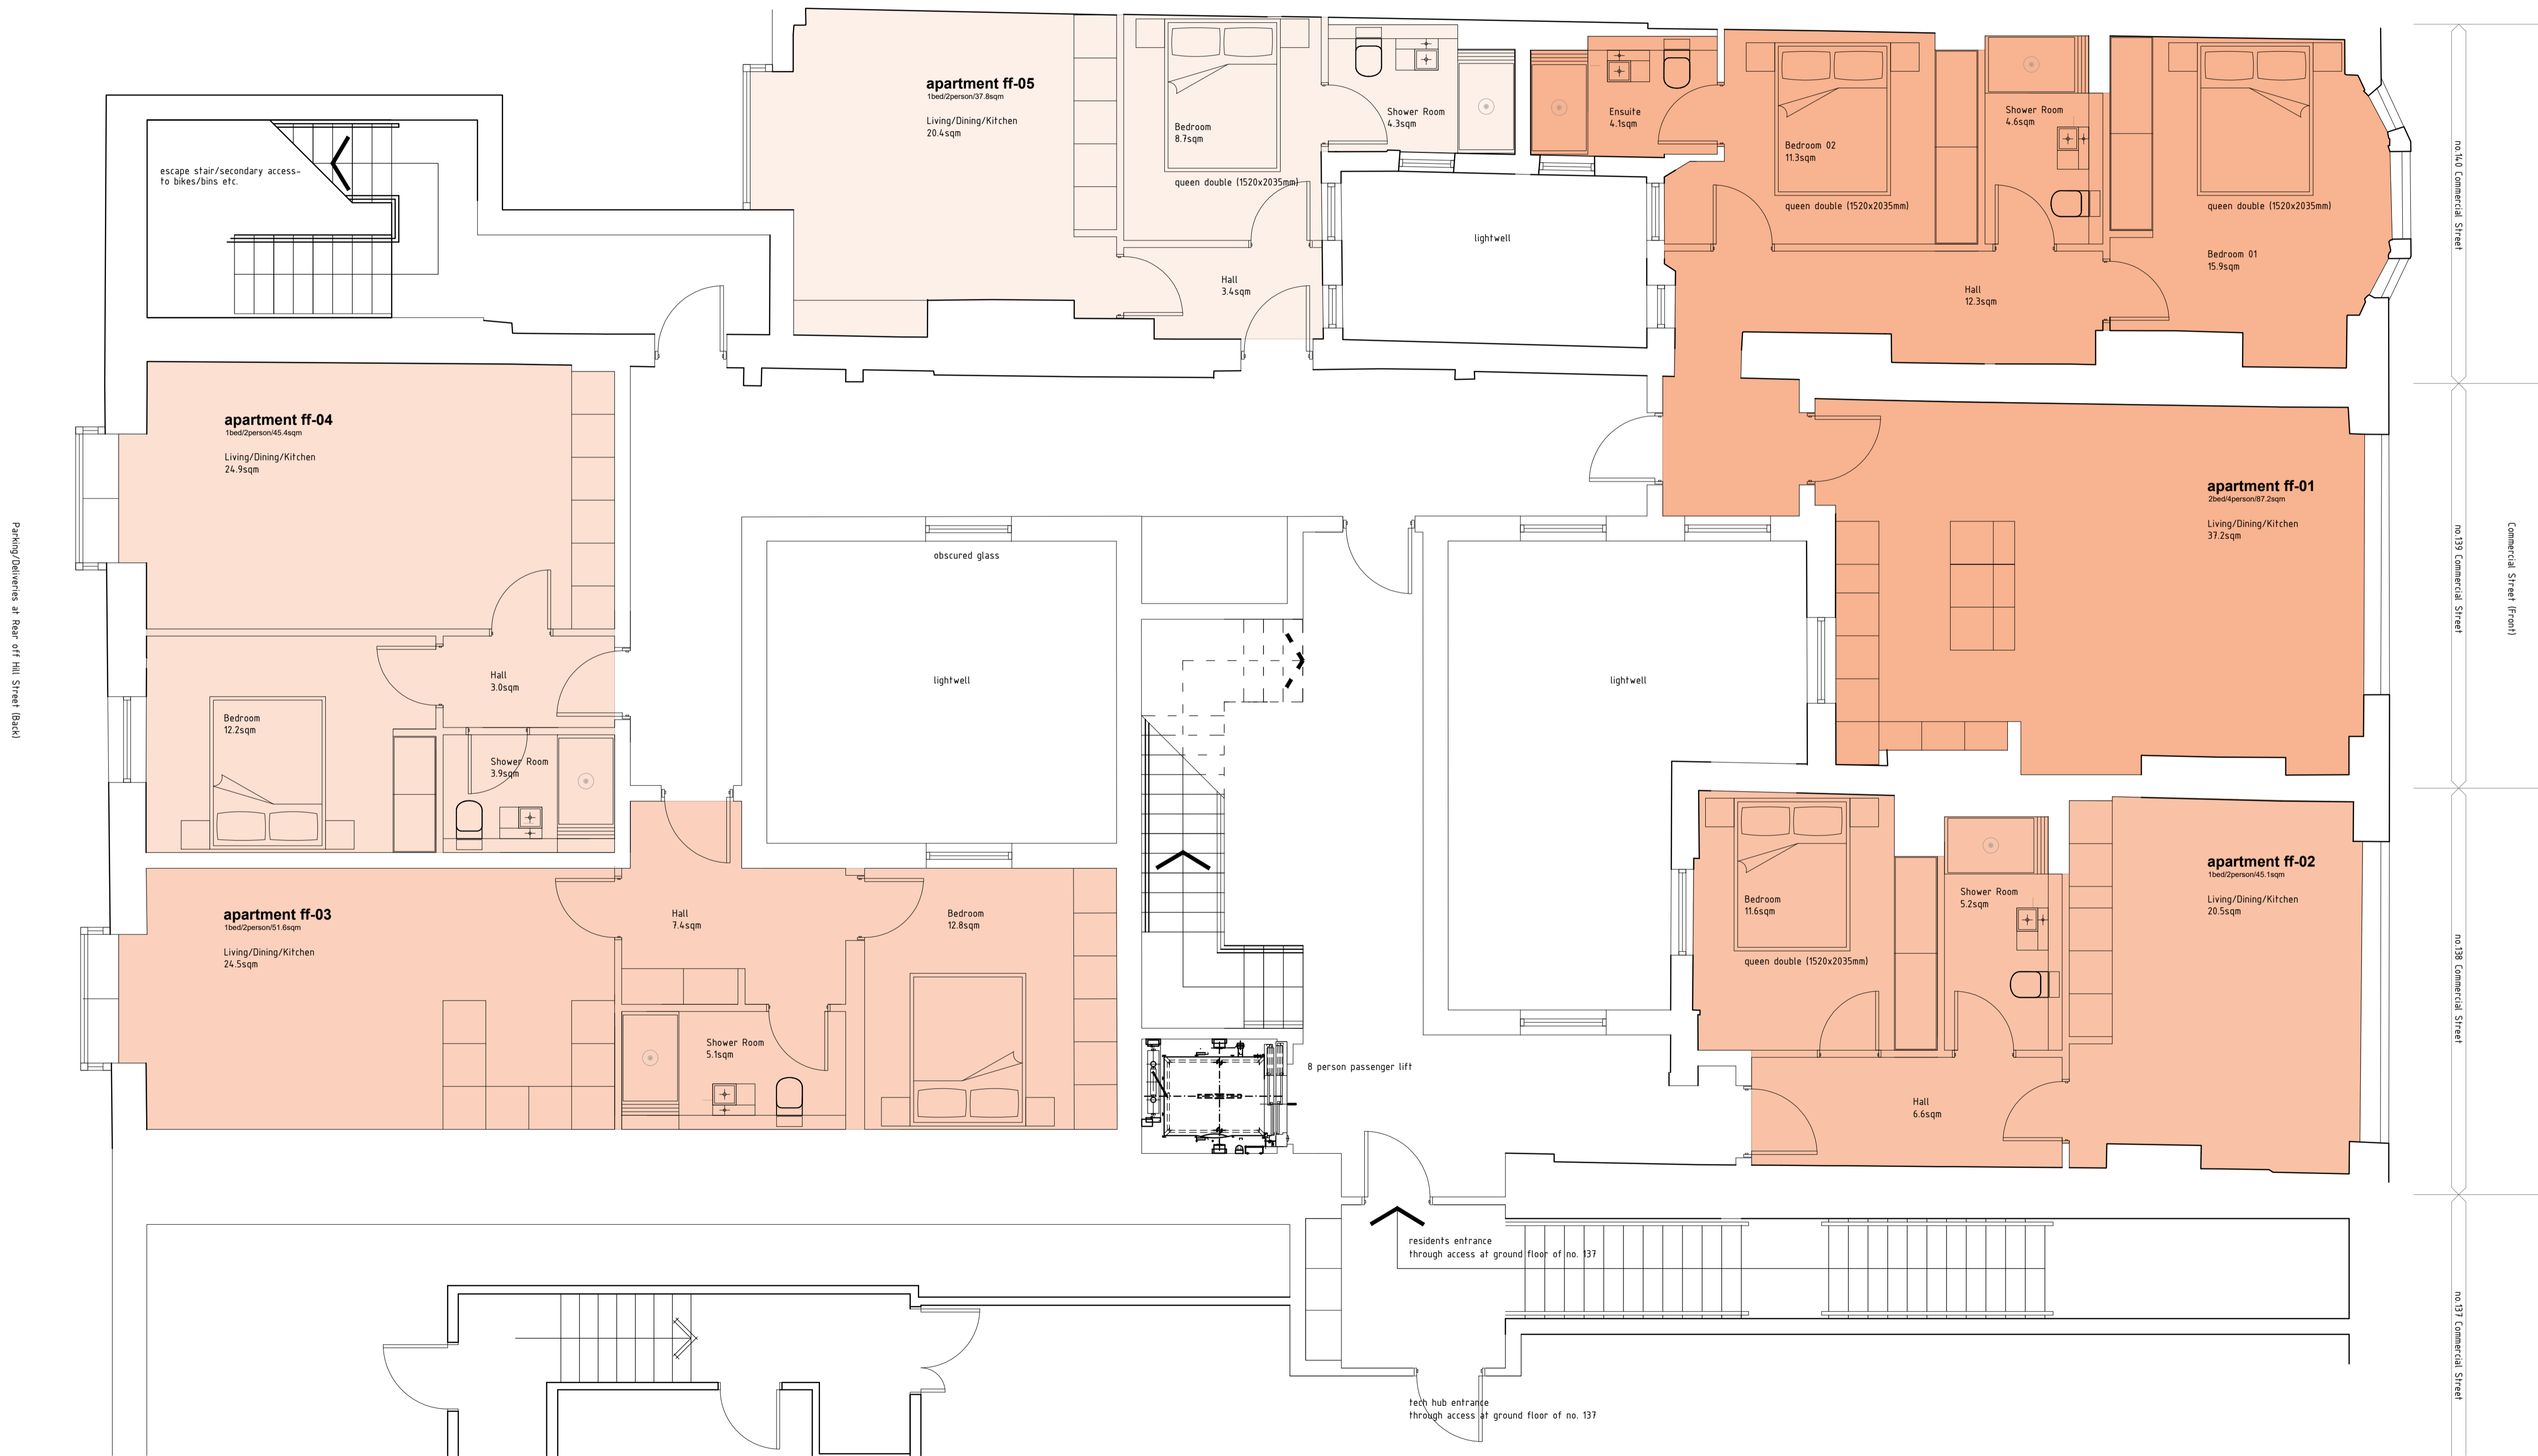 apartment ff-05
1bed/2person/37.8sqm
Living/Dining/Kitchen
20.4sqm
Bedroom
8.7sqm
queen double (1520x2035mm)
Shower Room
4.3sqm
Hall
3.4sqm
Ensuite
4.1sqm
Bedroom 02
11.3sqm
queen double (1520x2035mm)
Shower Room
4.6sqm
queen double (1520x2035mm)
Bedroom 01
15.9sqm
Hall
12.3sqm
lightwell
escape stair/secondary access-
to bikes/bins etc.
apartment ff-04
1bed/2person/45.4sqm
Living/Dining/Kitchen
24.9sqm
Hall
3.0sqm
Bedroom
12.2sqm
Shower Room
3.9sqm
obscured glass
lightwell
lightwell
apartment ff-01
2bed/4person/87.2sqm
Living/Dining/Kitchen
37.2sqm
apartment ff-03
1bed/2person/51.6sqm
Living/Dining/Kitchen
24.5sqm
Hall
7.4sqm
Bedroom
12.8sqm
Shower Room
5.1sqm
8 person passenger lift
Bedroom
11.6sqm
queen double (1520x2035mm)
Shower Room
5.2sqm
Hall
6.6sqm
apartment ff-02
1bed/2person/45.1sqm
Living/Dining/Kitchen
20.5sqm
residents entrance
through access at ground floor of no. 137
tech hub entrance
through access at ground floor of no. 137
Parking/Deliveries at Rear off Hill Street (Back)
no.140 Commercial Street
no.139 Commercial Street
no.138 Commercial Street
no.137 Commercial Street
Commercial Street (Front)